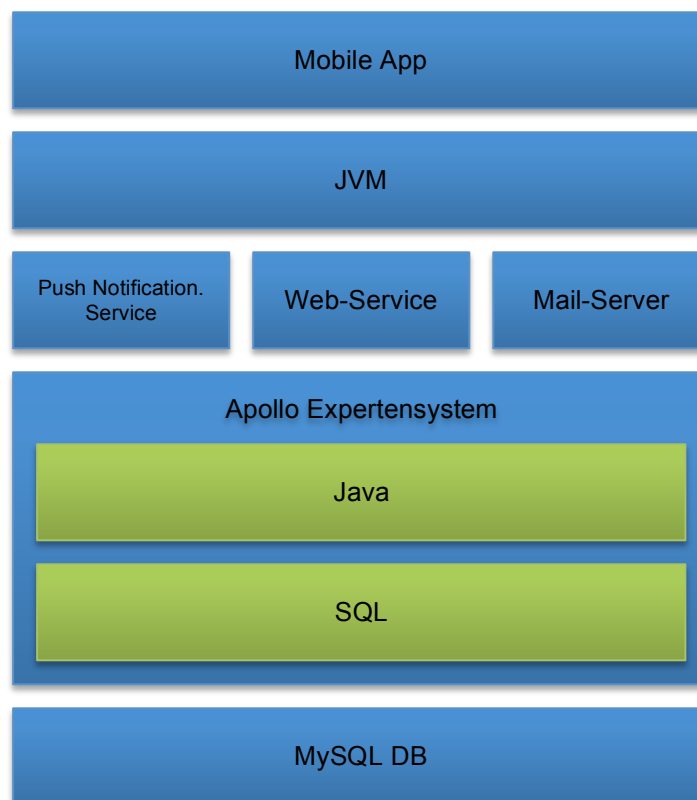 Mobile App
JVM
Push Notification.
Service
Web-Service
Mail-Server
Apollo Expertensystem
Java
SQL
MySQL DB